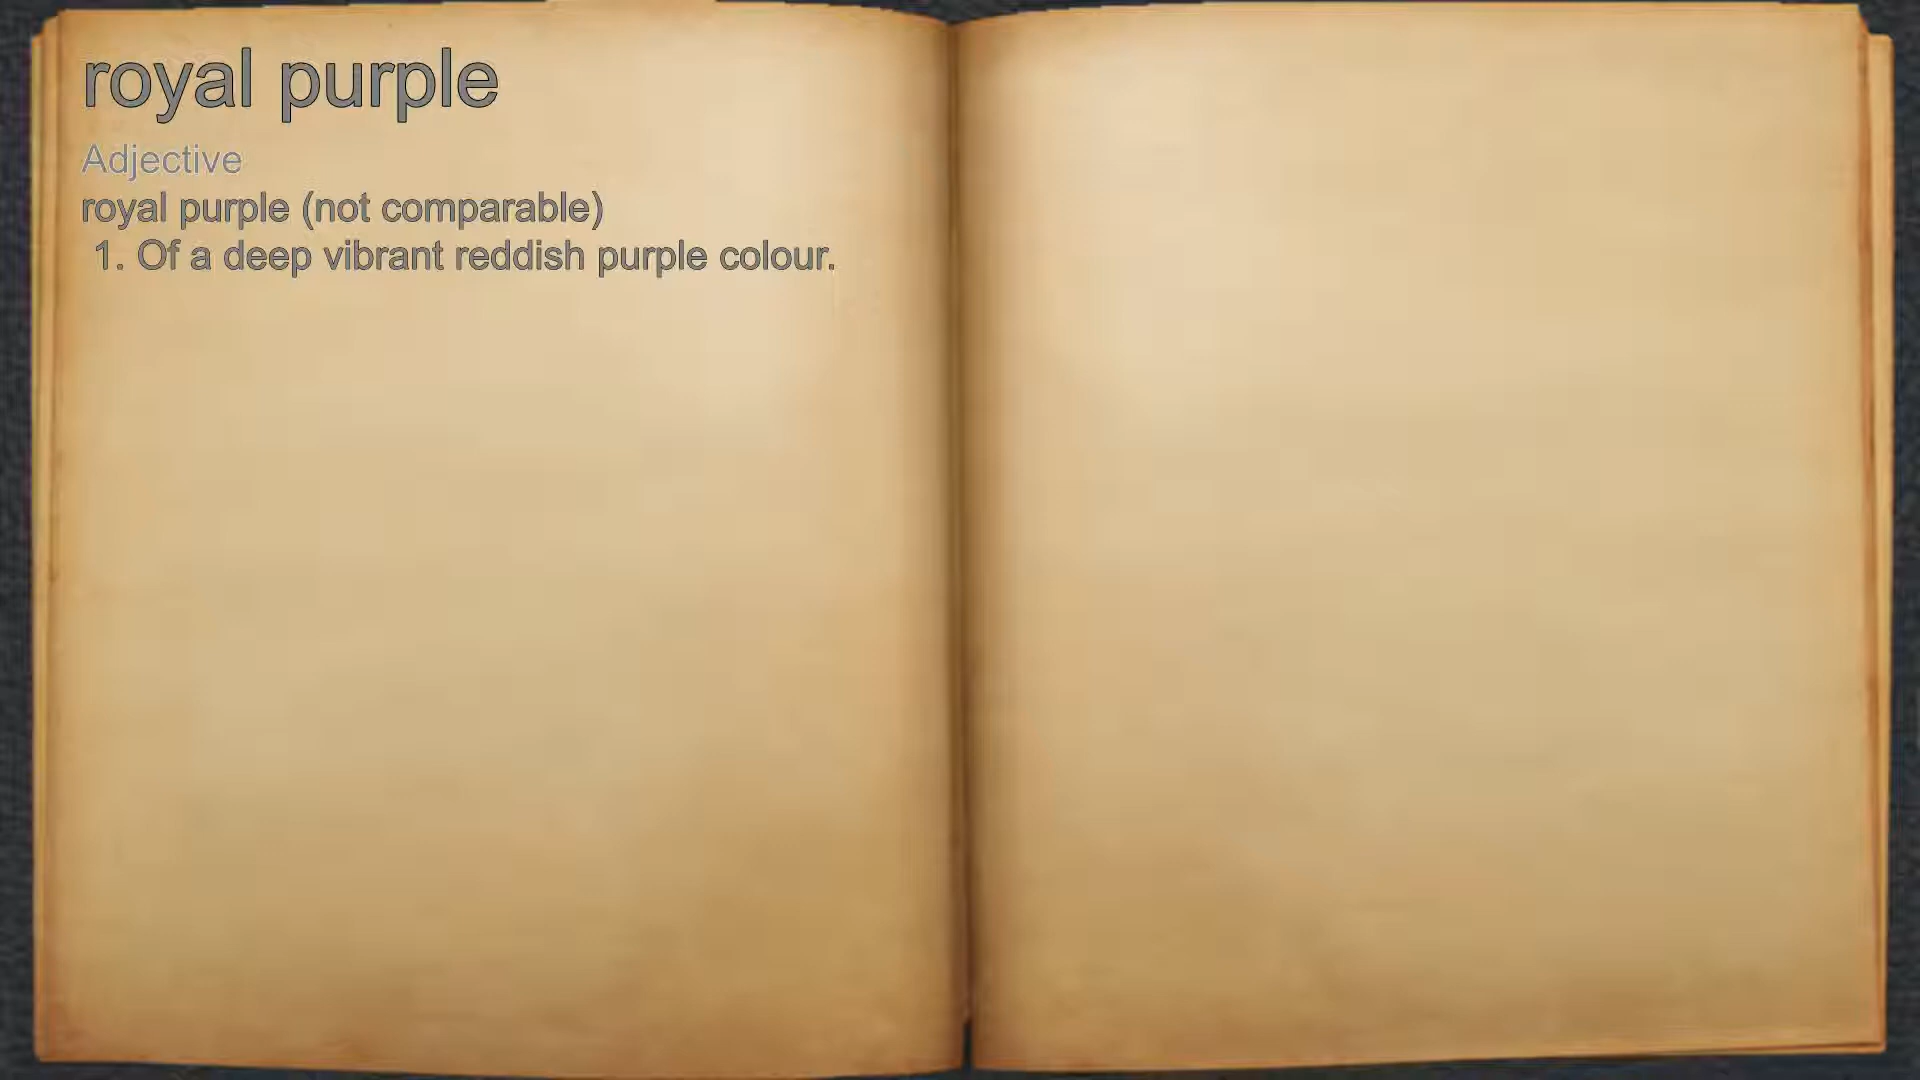 royal purple
Adjective
royal purple (not comparable)
1. Of a deep vibrant reddish purple colour.